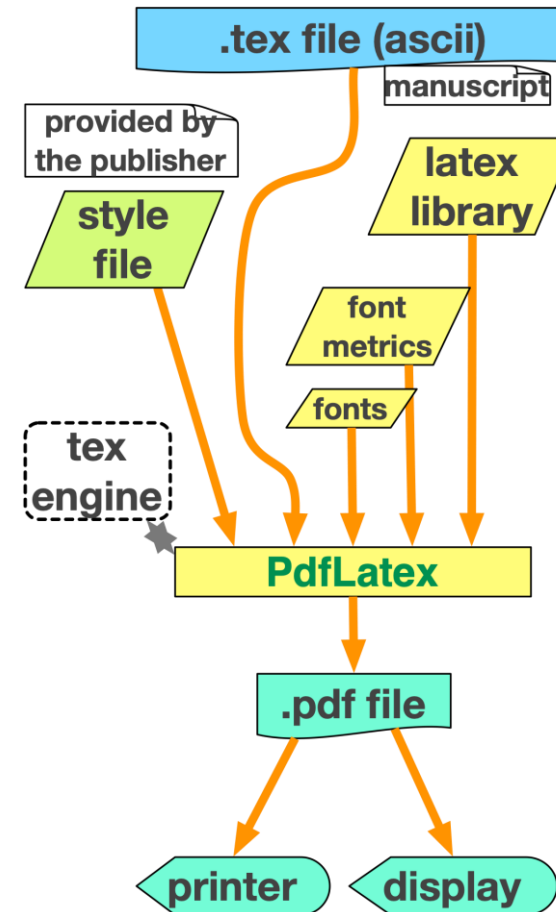 .tex file (ascii)
manuscript
provided by
the publisher
latex
library
style
file
font
metrics
fonts
tex
engine
PdfLatex
.pdf file
printer
display